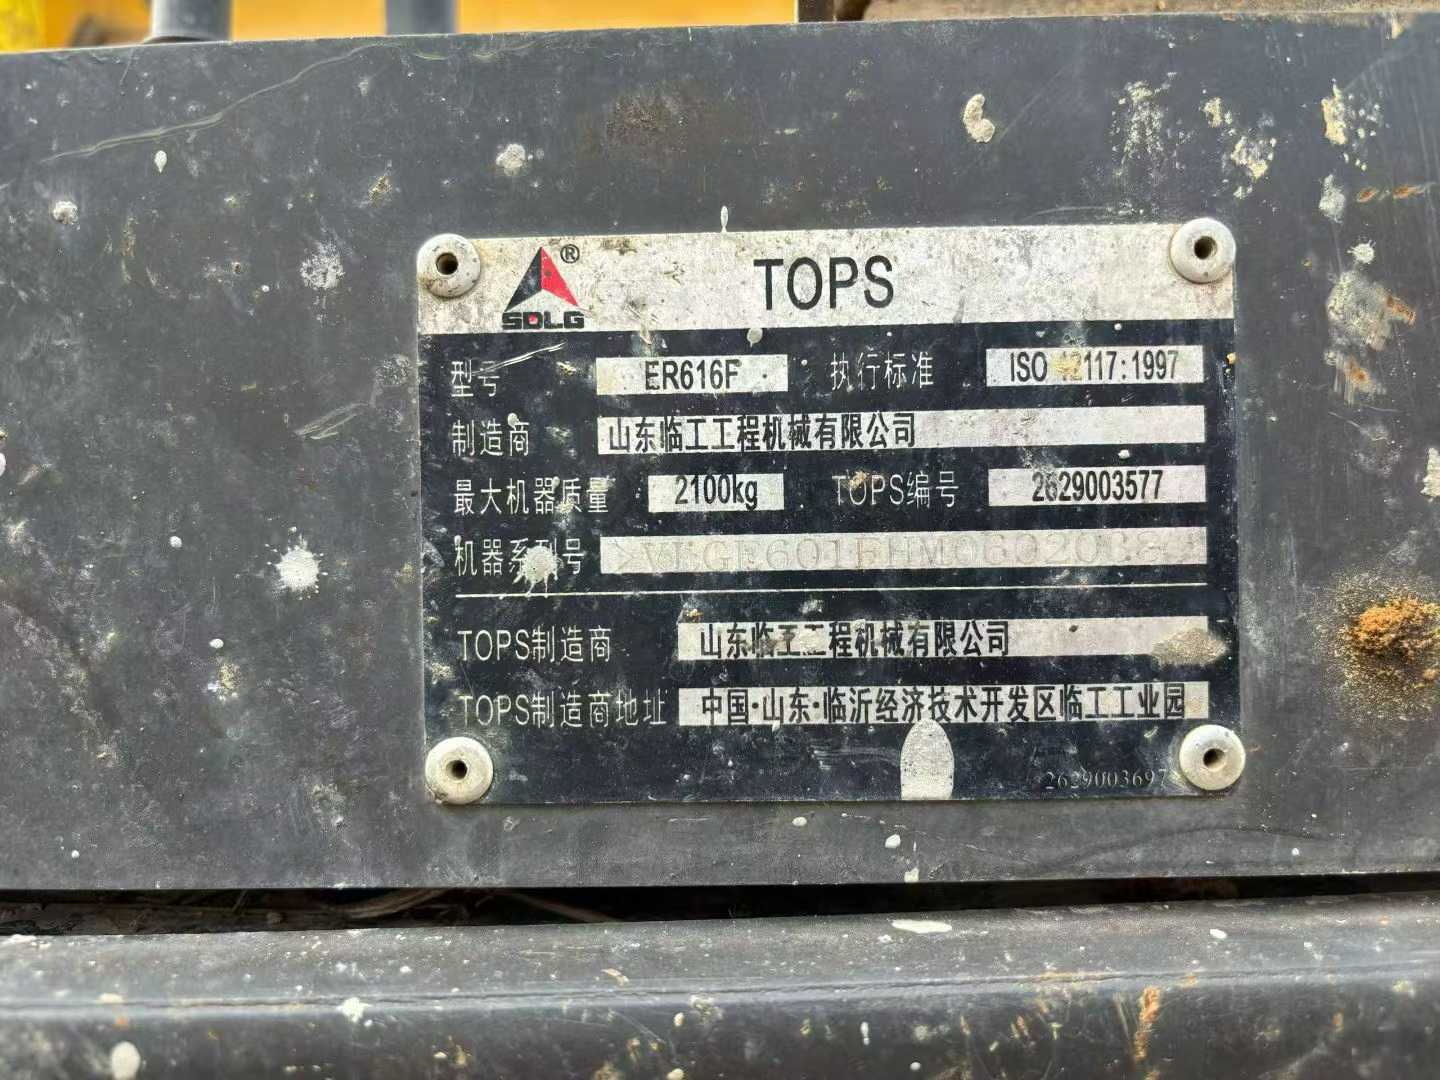 SDLG ® TOPS
型号 ER616F 执行标准 ISO 12117:1997
制造商 山东临工工程机械有限公司
最大机器质量 2100kg TOPS编号 2629003577
机器系列号
TOPS制造商 山东临工工程机械有限公司
TOPS制造商地址 中国·山东·临沂经济技术开发区临工工业园
2629003697